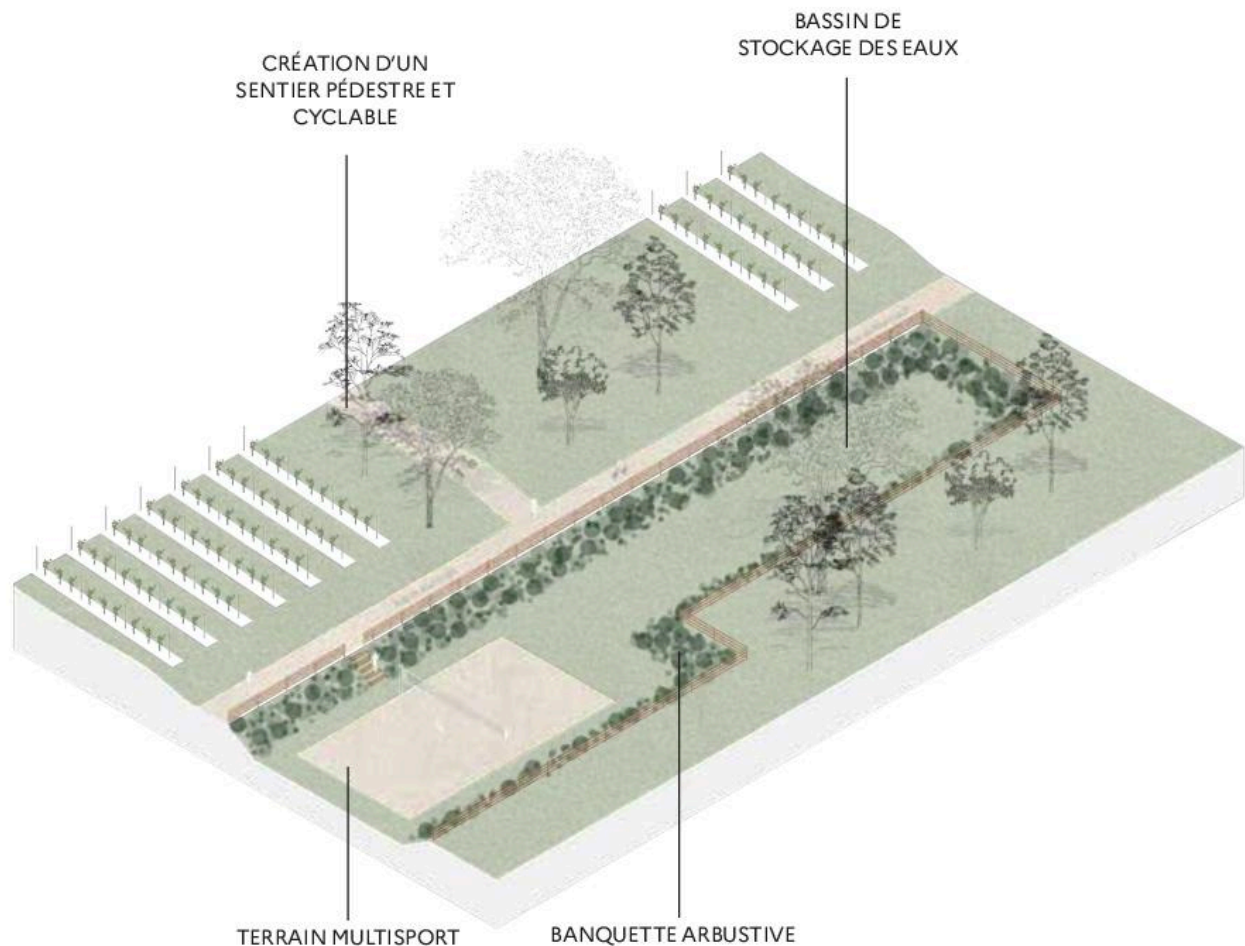 BASSIN DE
STOCKAGE DES EAUX
CRÉATION D'UN
SENTIER PÉDESTRE ET
CYCLABLE
TERRAIN MULTISPORT
BANQUETTE ARBUSTIVE